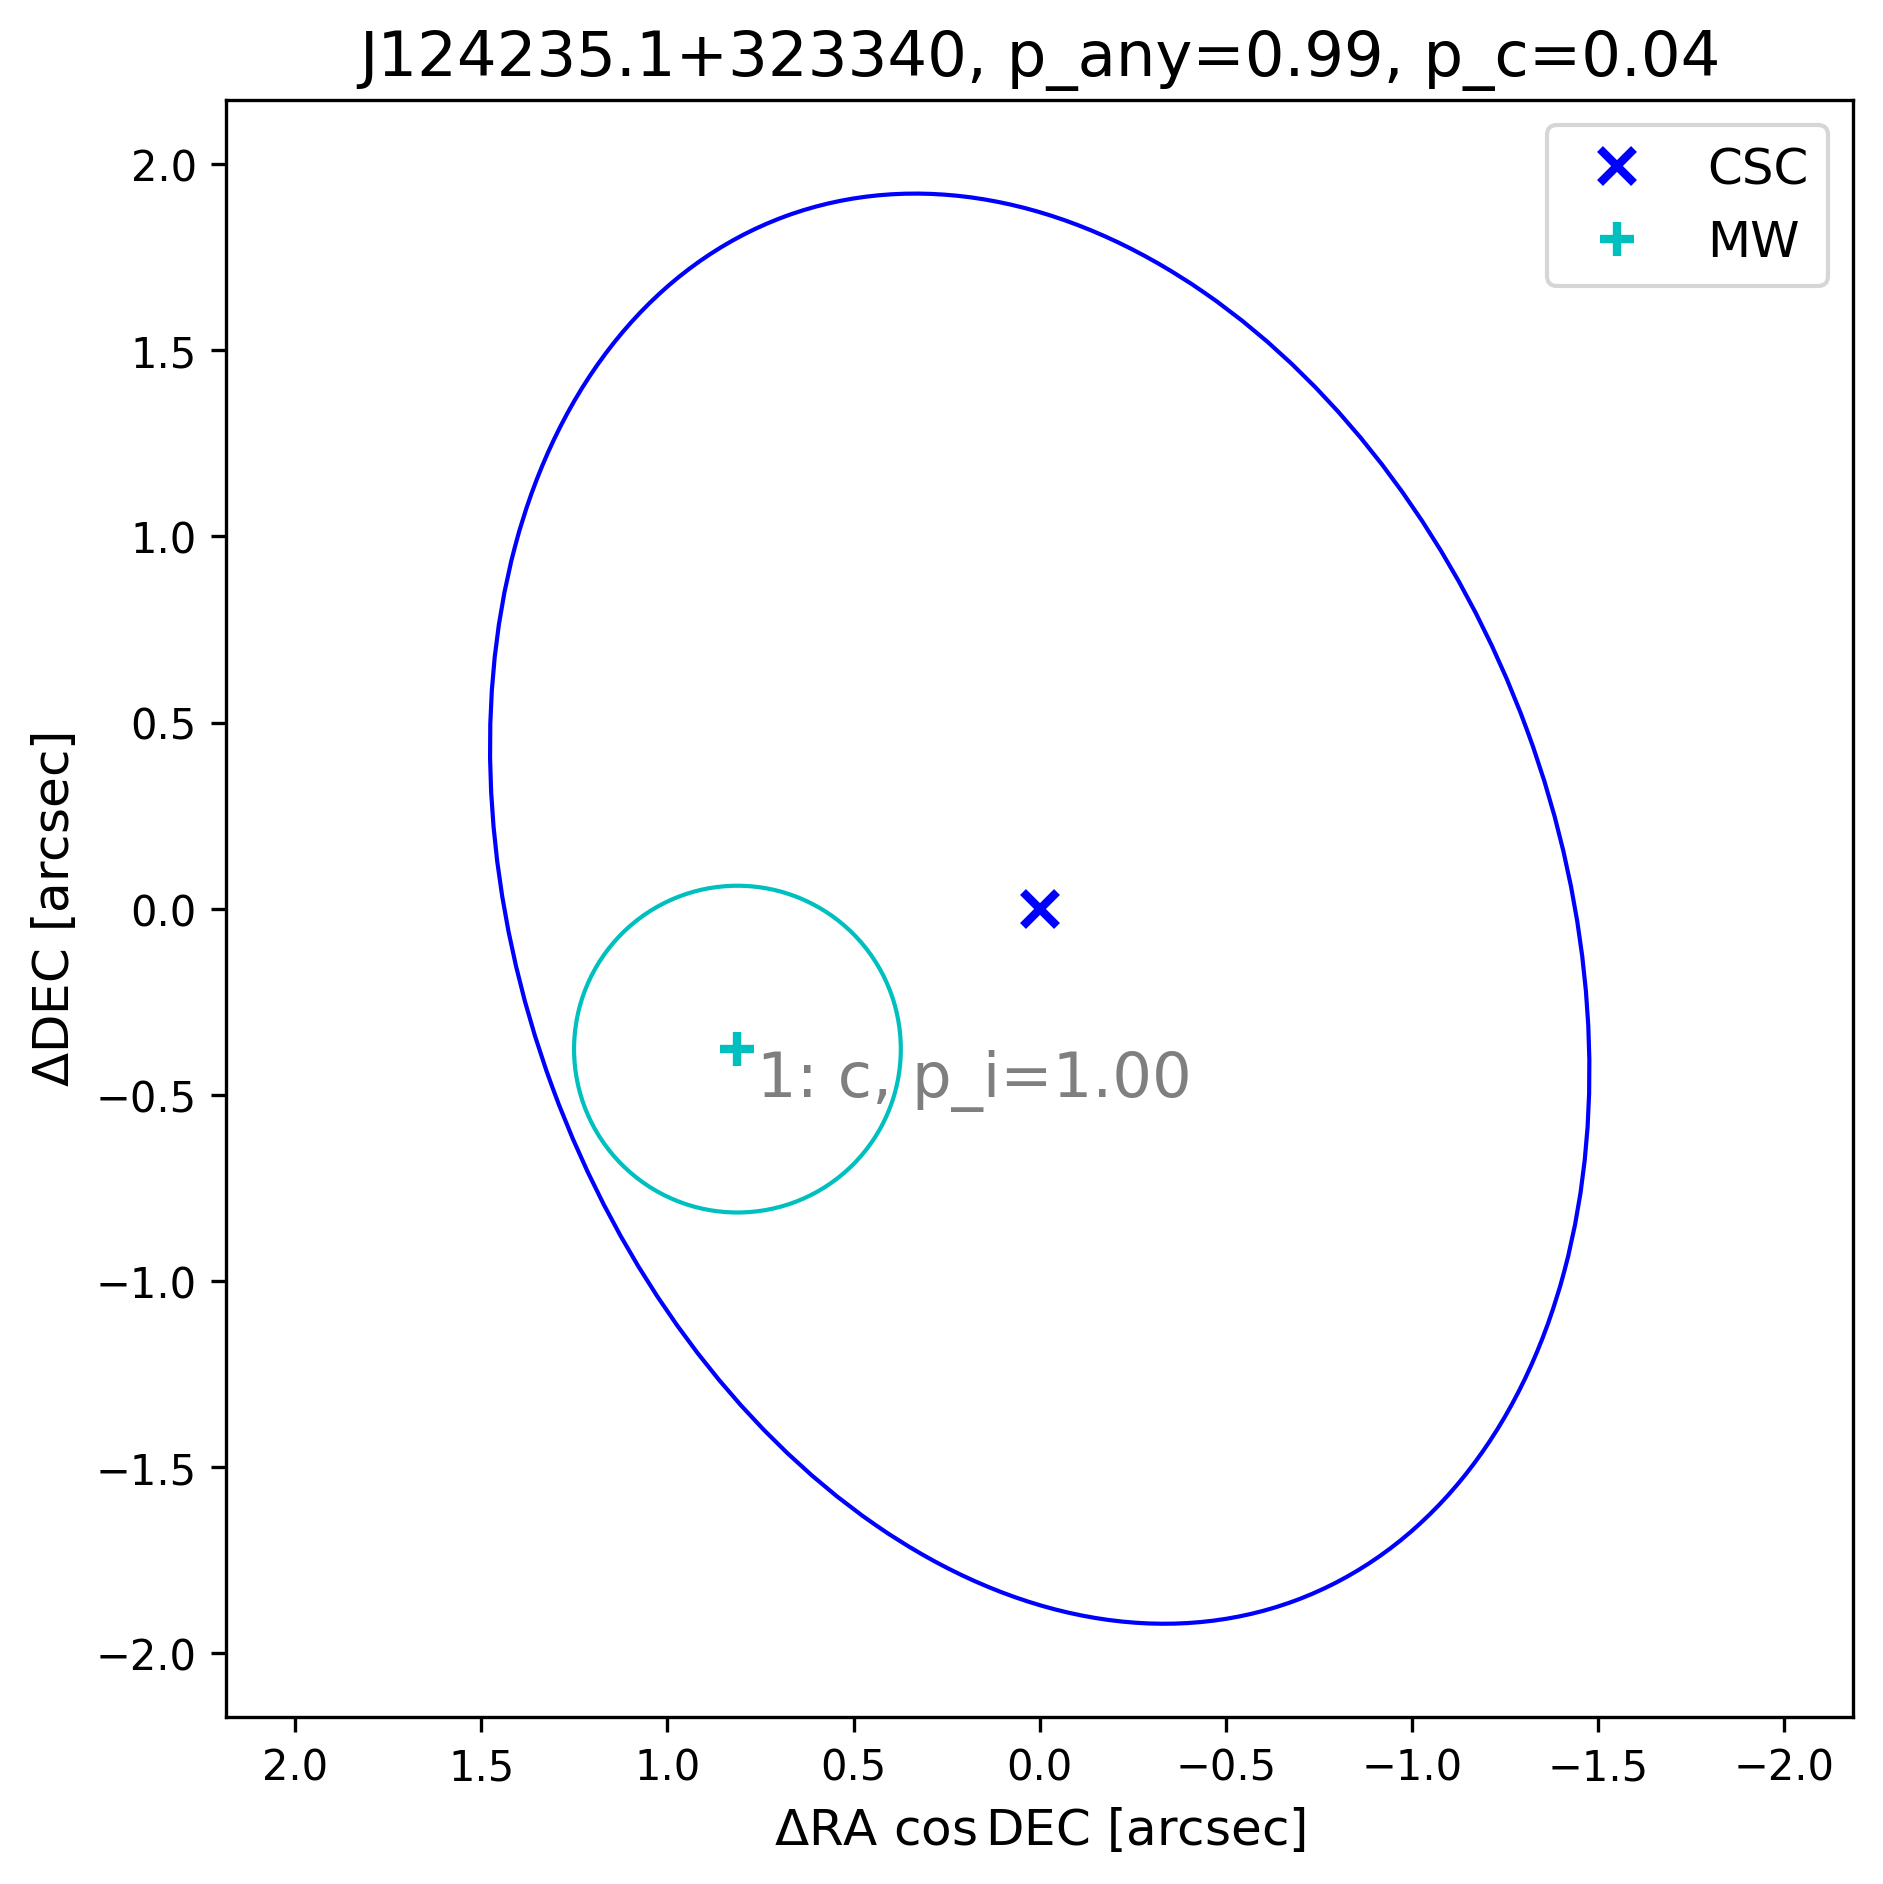 J124235.1+323340, p_any=0.99, p_c=0.04
CSC
MW
2.0
1.5
1.0
0.5
0.0
−0.5
−1.0
−1.5
−2.0
ΔDEC [arcsec]
1: c, p_i=1.00
2.0 1.5 1.0 0.5 0.0 −0.5 −1.0 −1.5 −2.0
ΔRA cos DEC [arcsec]